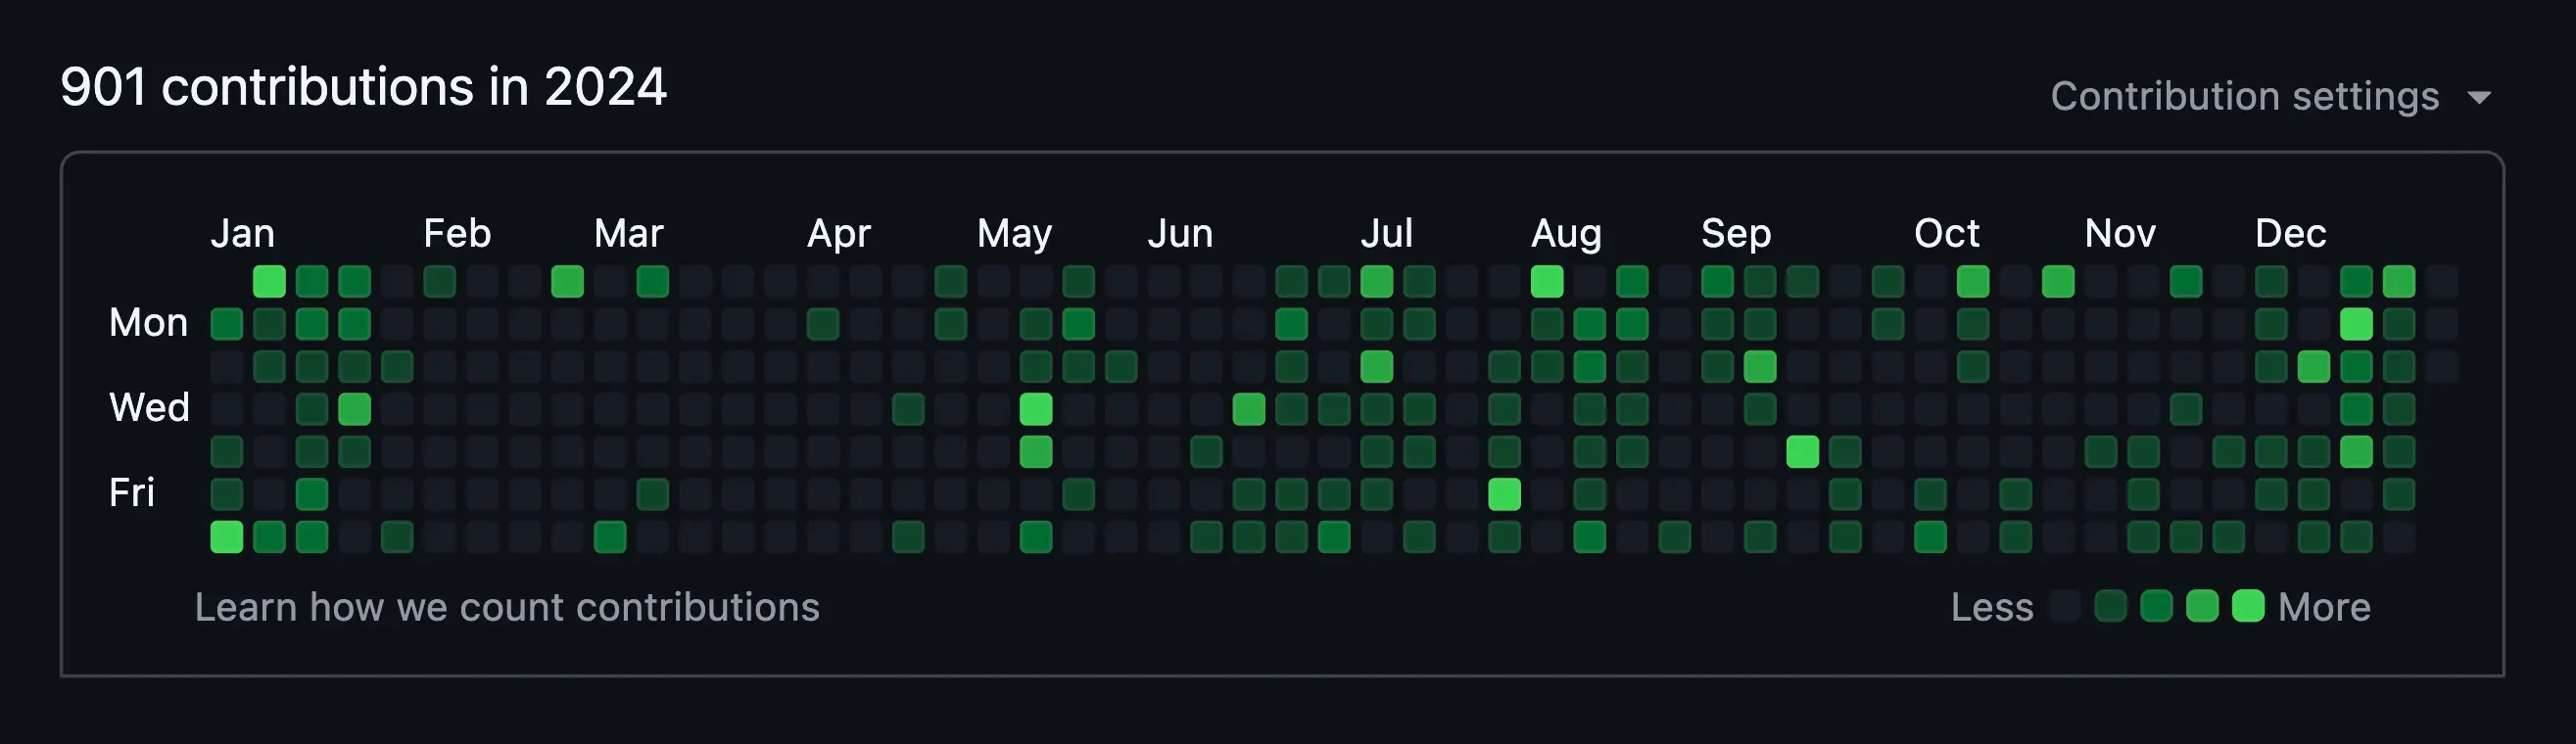 901 contributions in 2024
Contribution settings
Jan Feb Mar Apr May Jun Jul Aug Sep Oct Nov Dec
Mon
Wed
Fri
Learn how we count contributions
Less More